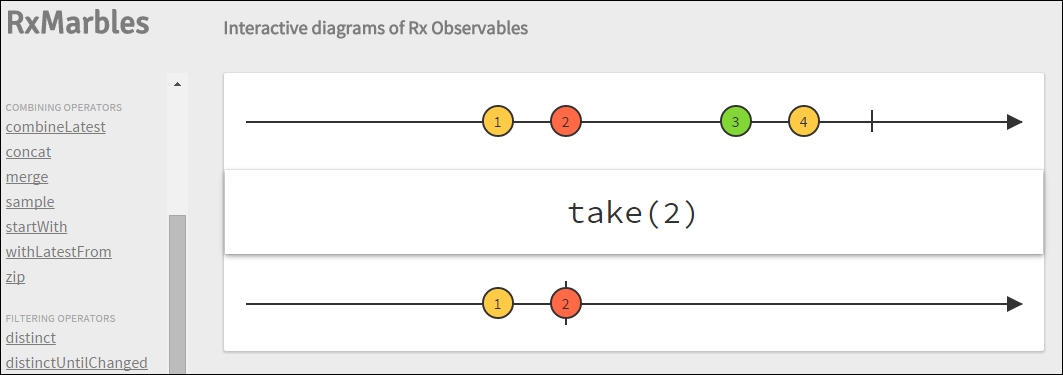 RxMarbles
Interactive diagrams of Rx Observables
COMBINING OPERATORS
combineLatest
concat
merge
sample
startWith
withLatestFrom
zip
FILTERING OPERATORS
distinct
distinctUntilChanged
1 2 3 4
take(2)
1 2